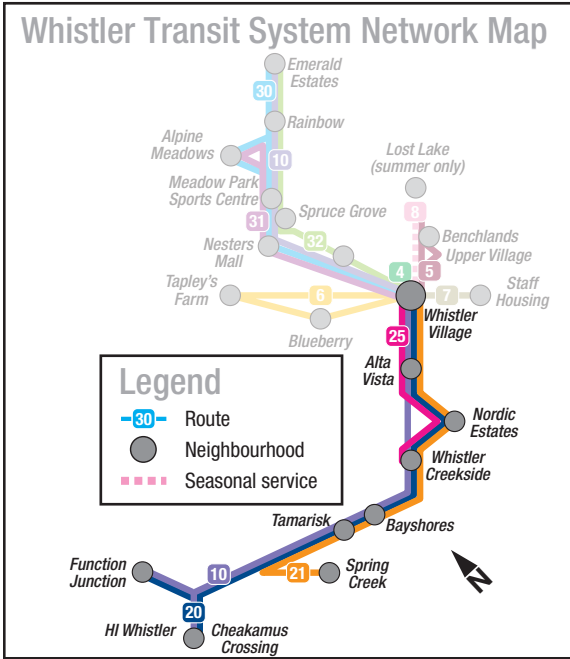 Whistler Transit System Network Map
Emerald
Estates
30
Rainbow
Alpine
Meadows
10
Lost Lake
(summer only)
Meadow Park
Sports Centre
8
31
Spruce Grove
32
Benchlands
Upper Village
Nesters
Mall
4
5
Tapley's
Farm
6
7
Staff
Housing
Blueberry
Whistler
Village
25
Legend
30
Route
Neighbourhood
Seasonal service
Alta
Vista
Nordic
Estates
Whistler
Creekside
Tamarisk
Bayshores
Function
Junction
10
21
Spring
Creek
N
20
HI Whistler
Cheakamus
Crossing